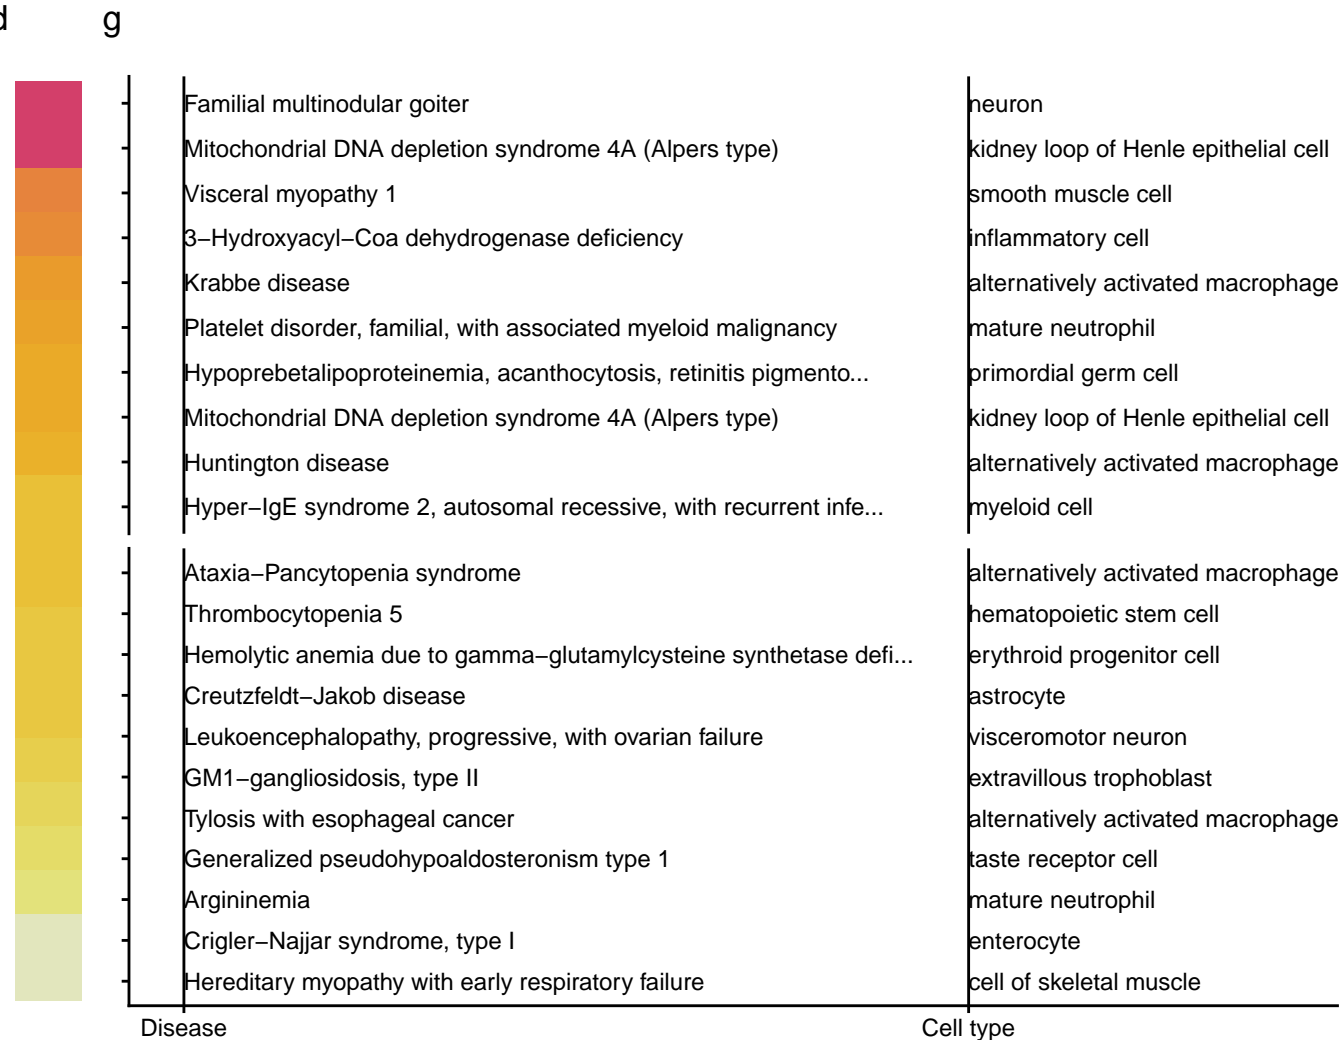 d g
Familial multinodular goiter neuron
Mitochondrial DNA depletion syndrome 4A (Alpers type) kidney loop of Henle epithelial cell
Visceral myopathy 1 smooth muscle cell
3−Hydroxyacyl−Coa dehydrogenase deficiency inflammatory cell
Krabbe disease alternatively activated macrophage
Platelet disorder, familial, with associated myeloid malignancy mature neutrophil
Hypoprebetalipoproteinemia, acanthocytosis, retinitis pigmento... primordial germ cell
Mitochondrial DNA depletion syndrome 4A (Alpers type) kidney loop of Henle epithelial cell
Huntington disease alternatively activated macrophage
Hyper−IgE syndrome 2, autosomal recessive, with recurrent infe... myeloid cell
Ataxia−Pancytopenia syndrome alternatively activated macrophage
Thrombocytopenia 5 hematopoietic stem cell
Hemolytic anemia due to gamma−glutamylcysteine synthetase defi... erythroid progenitor cell
Creutzfeldt−Jakob disease astrocyte
Leukoencephalopathy, progressive, with ovarian failure visceromotor neuron
GM1−gangliosidosis, type II extravillous trophoblast
Tylosis with esophageal cancer alternatively activated macrophage
Generalized pseudohypoaldosteronism type 1 taste receptor cell
Argininemia mature neutrophil
Crigler−Najjar syndrome, type I enterocyte
Hereditary myopathy with early respiratory failure cell of skeletal muscle
Disease Cell type